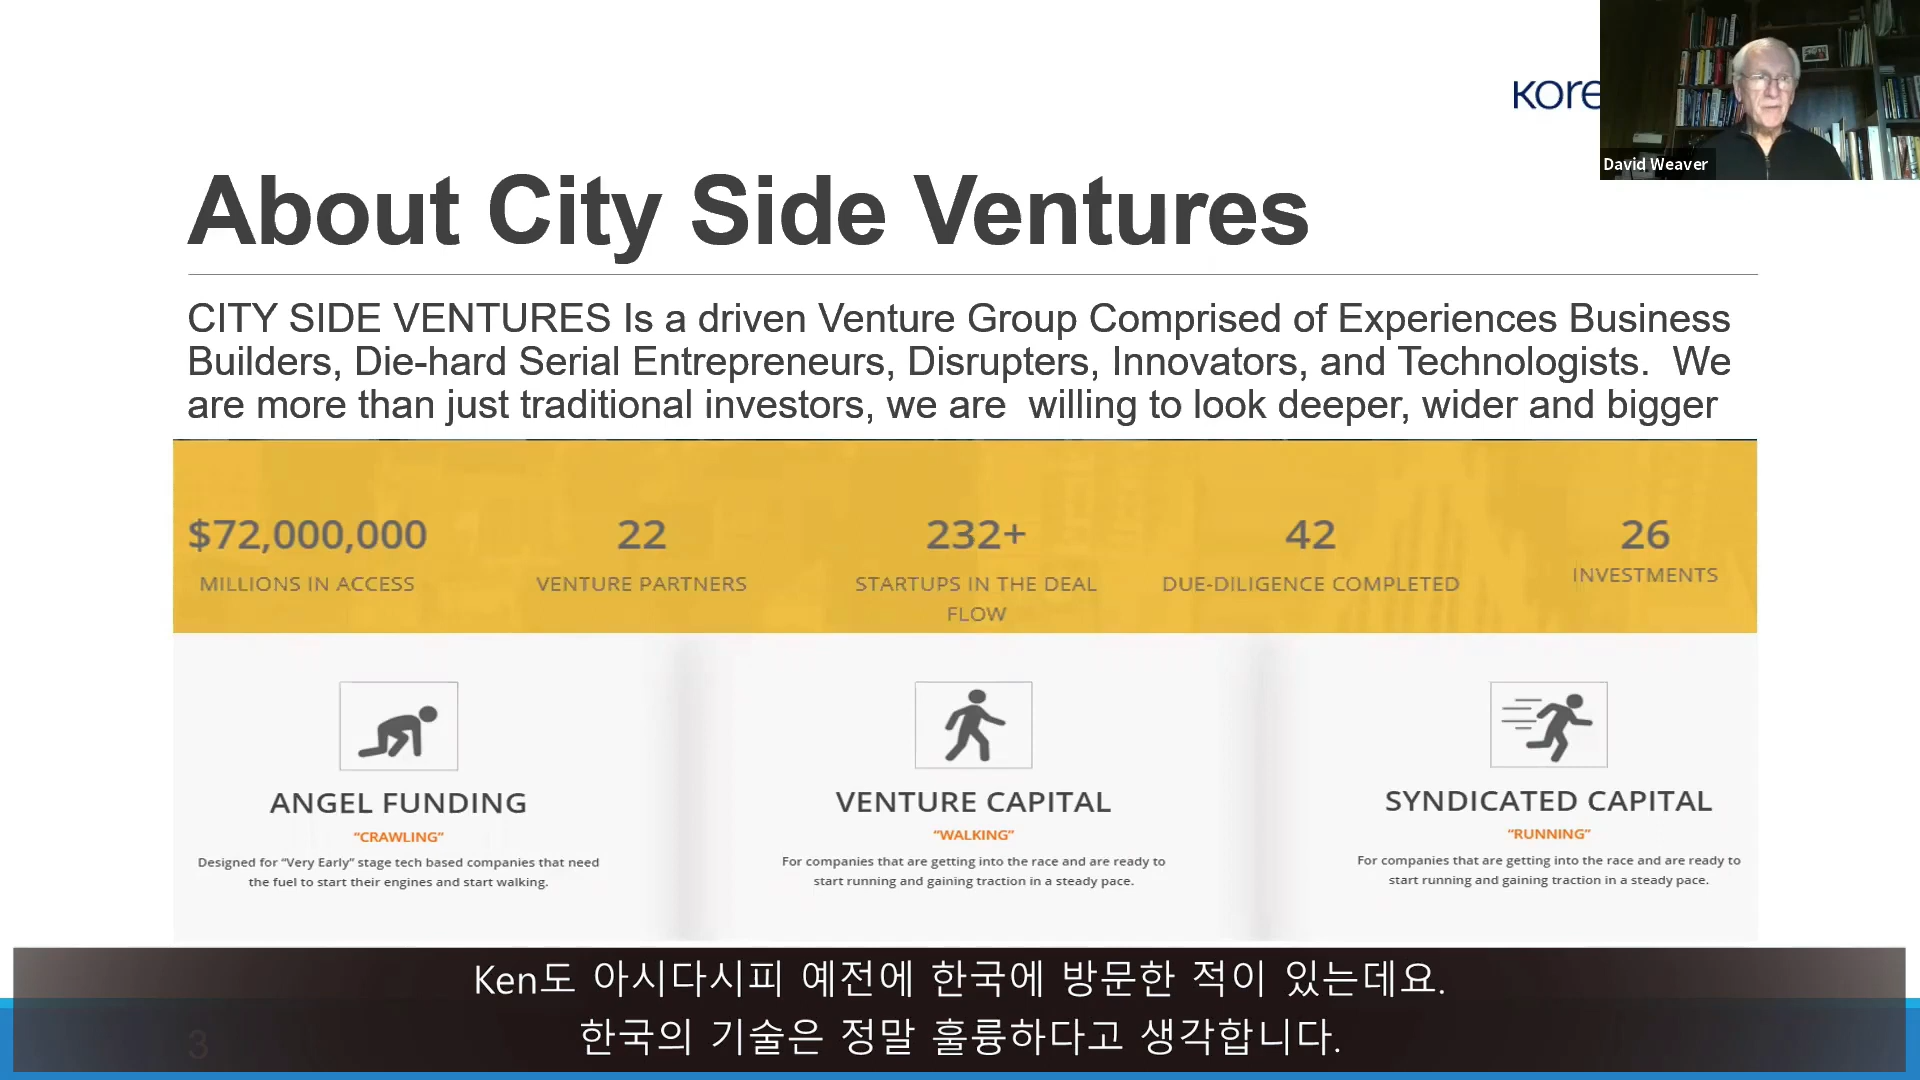 David Weaver
About City Side Ventures
CITY SIDE VENTURES Is a driven Venture Group Comprised of Experiences Business
Builders, Die-hard Serial Entrepreneurs, Disrupters, Innovators, and Technologists.  We
are more than just traditional investors, we are  willing to look deeper, wider and bigger
$72,000,000
MILLIONS IN ACCESS
22
VENTURE PARTNERS
232+
STARTUPS IN THE DEAL
FLOW
42
DUE-DILIGENCE COMPLETED
26
INVESTMENTS
ANGEL FUNDING
“CRAWLING”
Designed for “Very Early” stage tech based companies that need
the fuel to start their engines and start walking.
VENTURE CAPITAL
“WALKING”
For companies that are getting into the race and are ready to
start running and gaining traction in a steady pace.
SYNDICATED CAPITAL
“RUNNING”
For companies that are getting into the race and are ready to
start running and gaining traction in a steady pace.
Ken도 아시다시피 예전에 한국에 방문한 적이 있는데요.
한국의 기술은 정말 훌륭하다고 생각합니다.
3